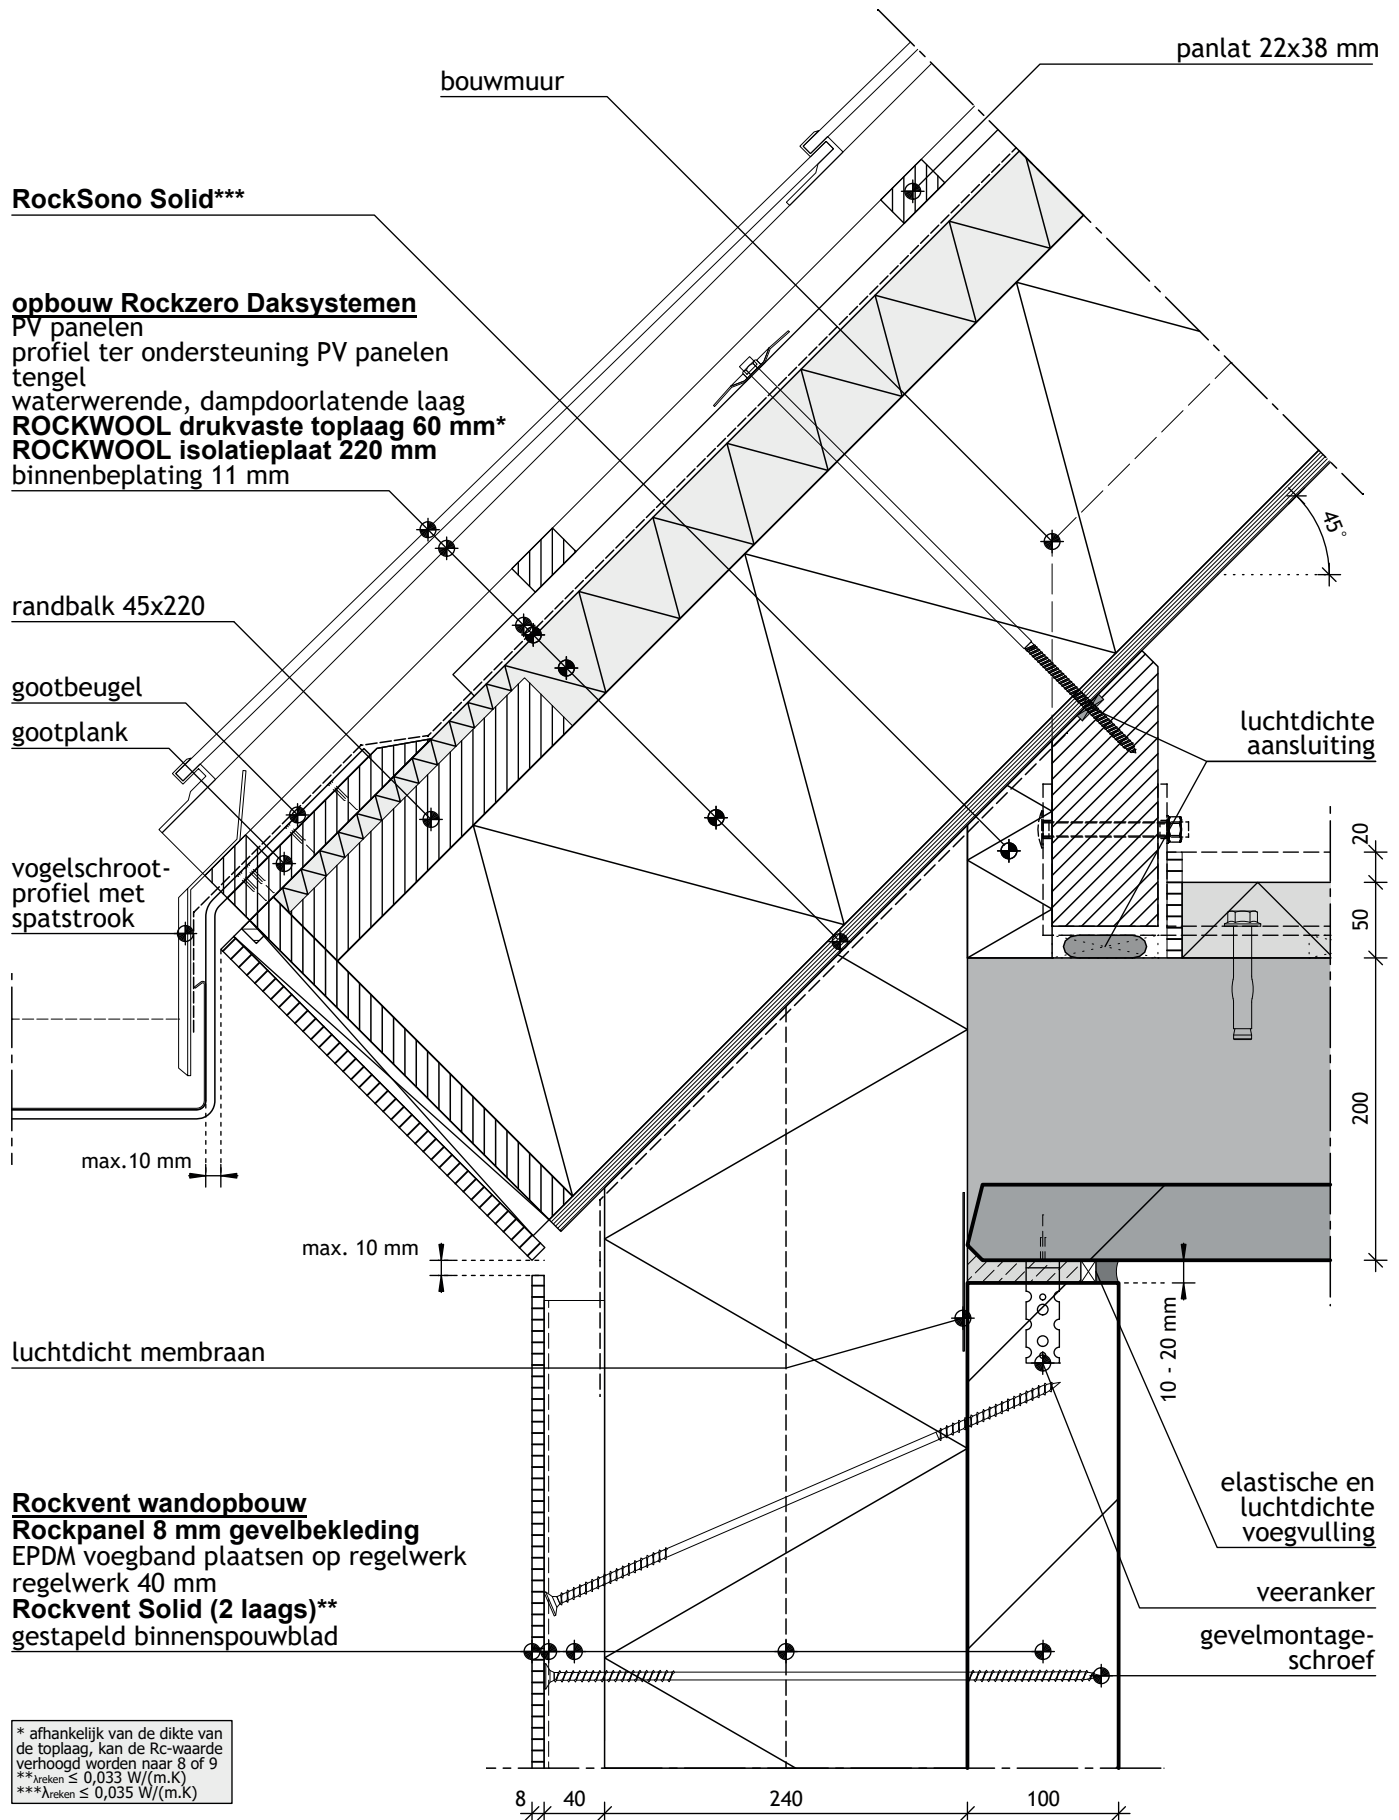 panlat 22x38 mm
bouwmuur
RockSono Solid***
opbouw Rockzero Daksystemen
PV panelen
profiel ter ondersteuning PV panelen
tengel
waterwerende, dampdoorlatende laag
ROCKWOOL drukvaste toplaag 60 mm*
ROCKWOOL isolatieplaat 220 mm
binnenbeplating 11 mm
45°
randbalk 45x220
gootbeugel
gootplank
luchtdichte
aansluiting
vogelschroot-
profiel met
spatstrook
20
50
200
max.10 mm
max. 10 mm
10 - 20 mm
luchtdicht membraan
elastische en
luchtdichte
voegvulling
veeranker
gevelmontage-
schroef
Rockvent wandopbouw
Rockpanel 8 mm gevelbekleding
EPDM voegband plaatsen op regelwerk
regelwerk 40 mm
Rockvent Solid (2 laags)**
gestapeld binnenspouwblad
* afhankelijk van de dikte van
de toplaag, kan de Rc-waarde
verhoogd worden naar 8 of 9
**λreken ≤ 0,033 W/(m.K)
***λreken ≤ 0,035 W/(m.K)
8 40 240 100